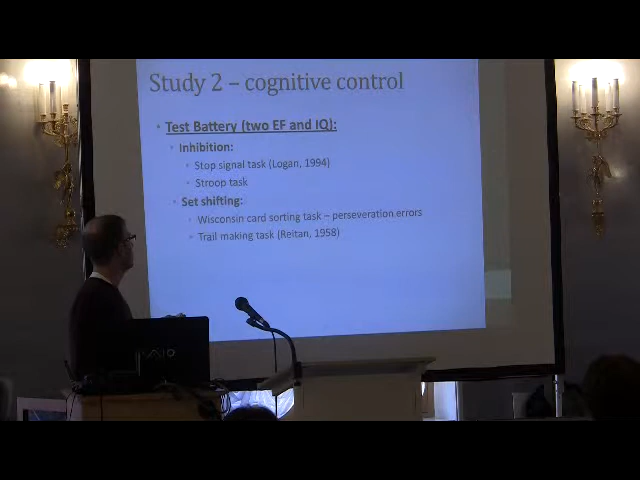 Study 2 – cognitive control
Test Battery (two EF and IQ):
Inhibition:
Stop signal task (Logan, 1994)
Stroop task
Set shifting:
Wisconsin card sorting task – perseveration errors
Trail making task (Reitan, 1958)
VAIO